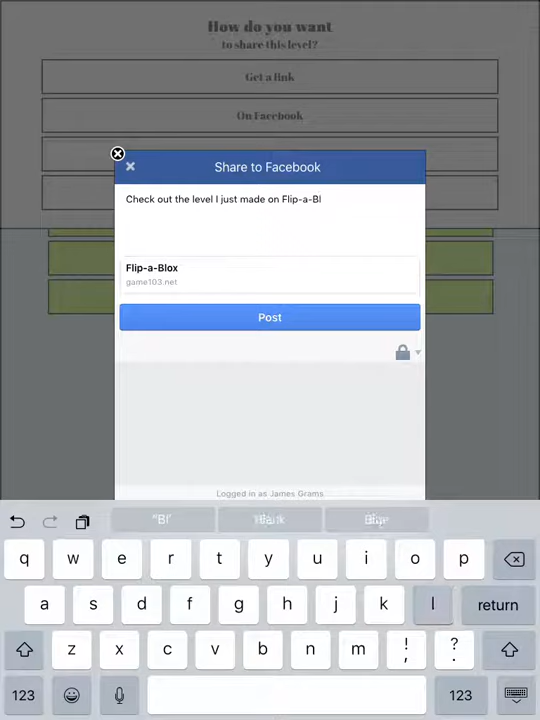 How do you want
to share this level?
Get a link
On Facebook
Share to Facebook
Check out the level I just made on Flip-a-Bl
Flip-a-Blox
game103.net
Post
Logged in as James Grams
"Bl"
q w e r t y u i o p
a s d f g h j k l return
z x c v b n m ! , ? .
123 123